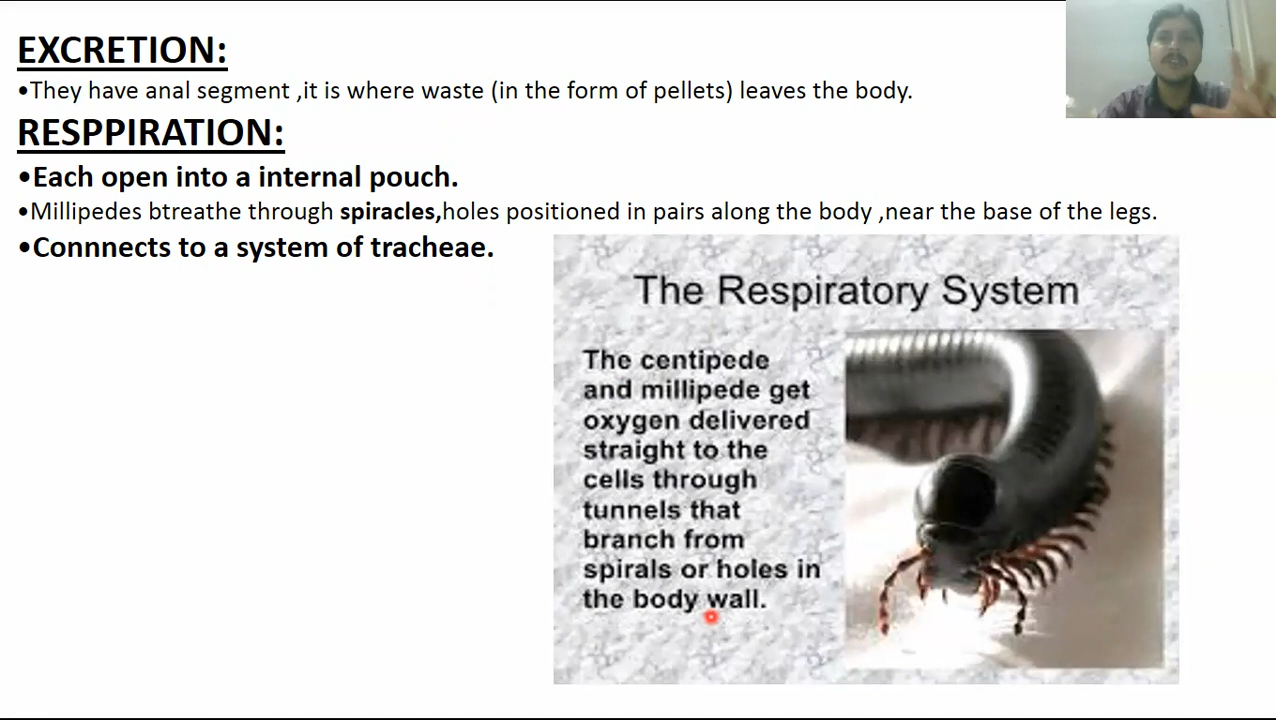 EXCRETION:
•They have anal segment ,it is where waste (in the form of pellets) leaves the body.
RESPPIRATION:
•Each open into a internal pouch.
•Millipedes btreathe through spiracles,holes positioned in pairs along the body ,near the base of the legs.
•Connnects to a system of tracheae.
The Respiratory System
The centipede
and millipede get
oxygen delivered
straight to the
cells through
tunnels that
branch from
spirals or holes in
the body wall.